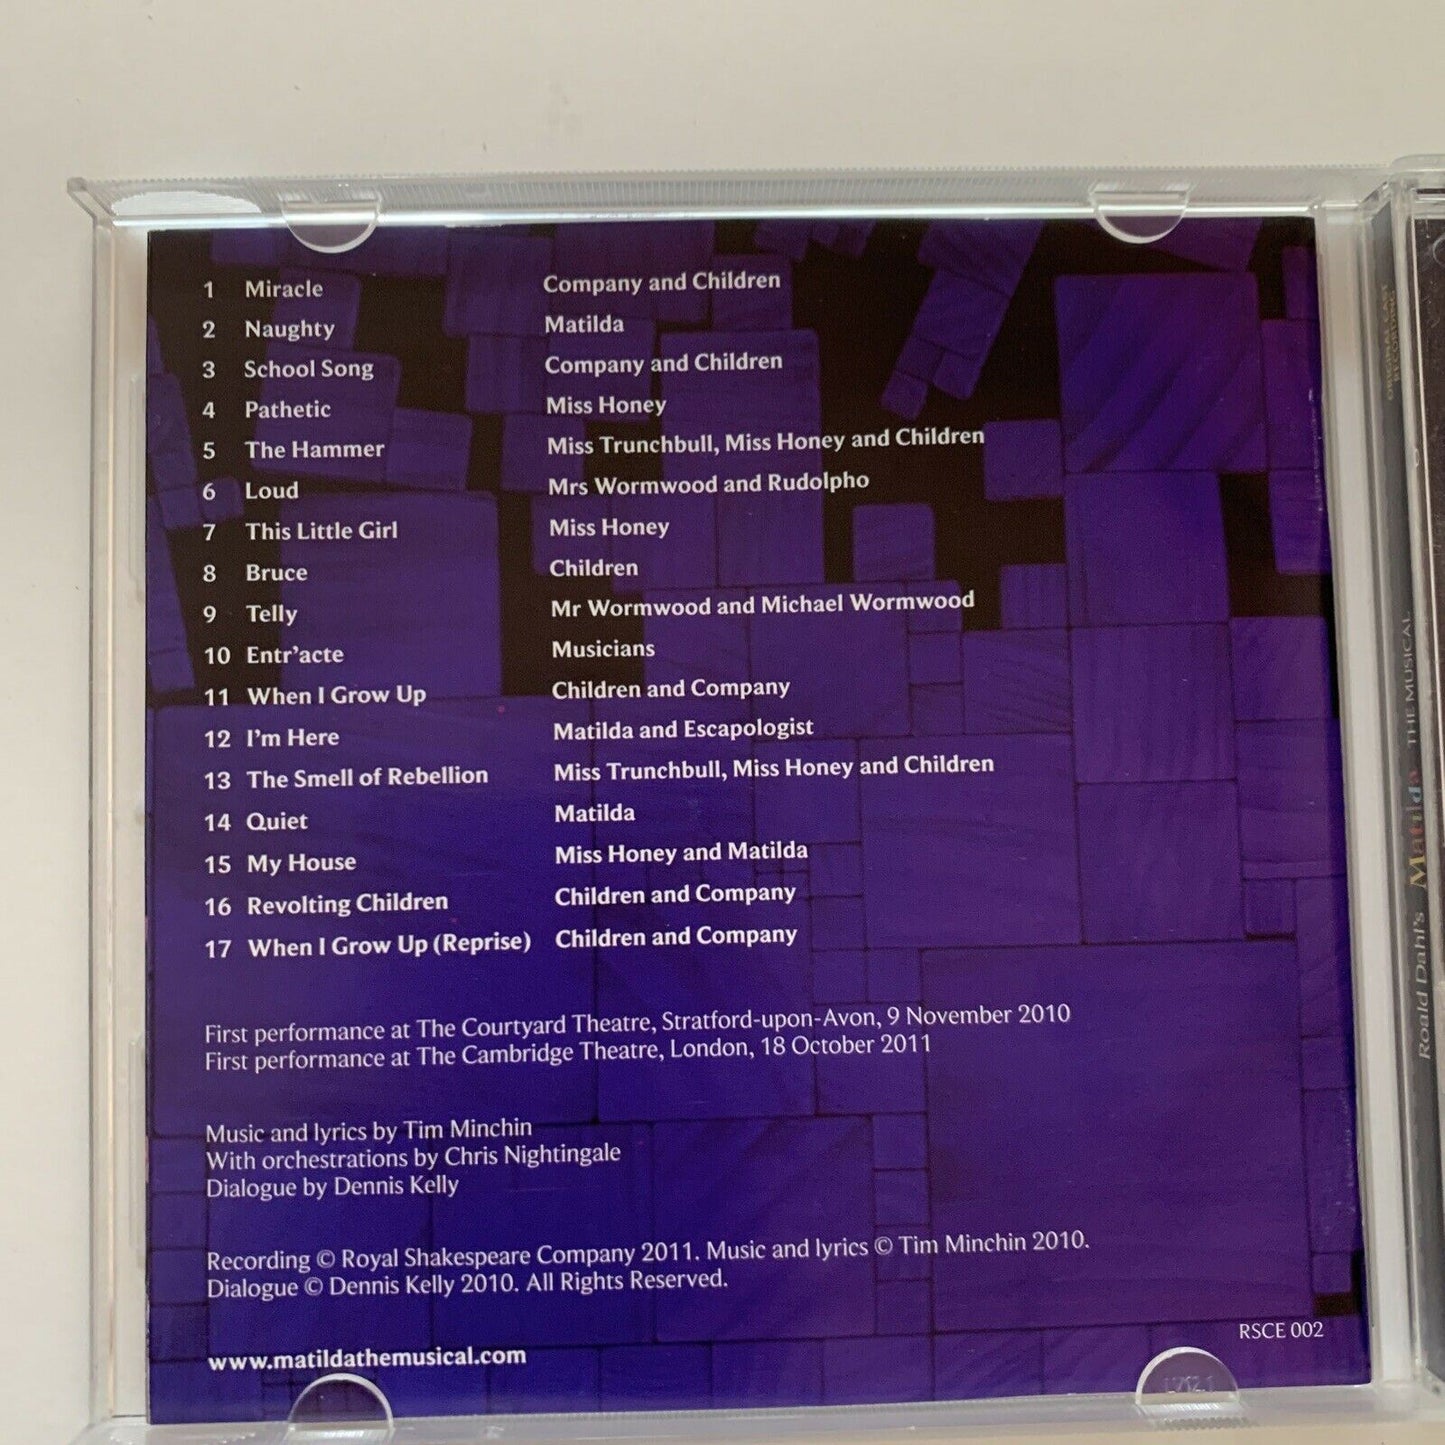 1 Miracle Company and Children
2 Naughty Matilda
3 School Song Company and Children
4 Pathetic Miss Honey
5 The Hammer Miss Trunchbull, Miss Honey and Children
6 Loud Mrs Wormwood and Rudolpho
7 This Little Girl Miss Honey
8 Bruce Children
9 Telly Mr Wormwood and Michael Wormwood
10 Entr'acte Musicians
11 When I Grow Up Children and Company
12 I'm Here Matilda and Escapologist
13 The Smell of Rebellion Miss Trunchbull, Miss Honey and Children
14 Quiet Matilda
15 My House Miss Honey and Matilda
16 Revolting Children Children and Company
17 When I Grow Up (Reprise) Children and Company
First performance at The Courtyard Theatre, Stratford-upon-Avon, 9 November 2010
First performance at The Cambridge Theatre, London, 18 October 2011
Music and lyrics by Tim Minchin
With orchestrations by Chris Nightingale
Dialogue by Dennis Kelly
Recording © Royal Shakespeare Company 2011. Music and lyrics © Tim Minchin 2010.
Dialogue © Dennis Kelly 2010. All Rights Reserved.
RSCE 002
www.matildathemusical.com
Roald Dahl's Matilda THE MUSICAL
ORIGINAL CAST
RECORDING